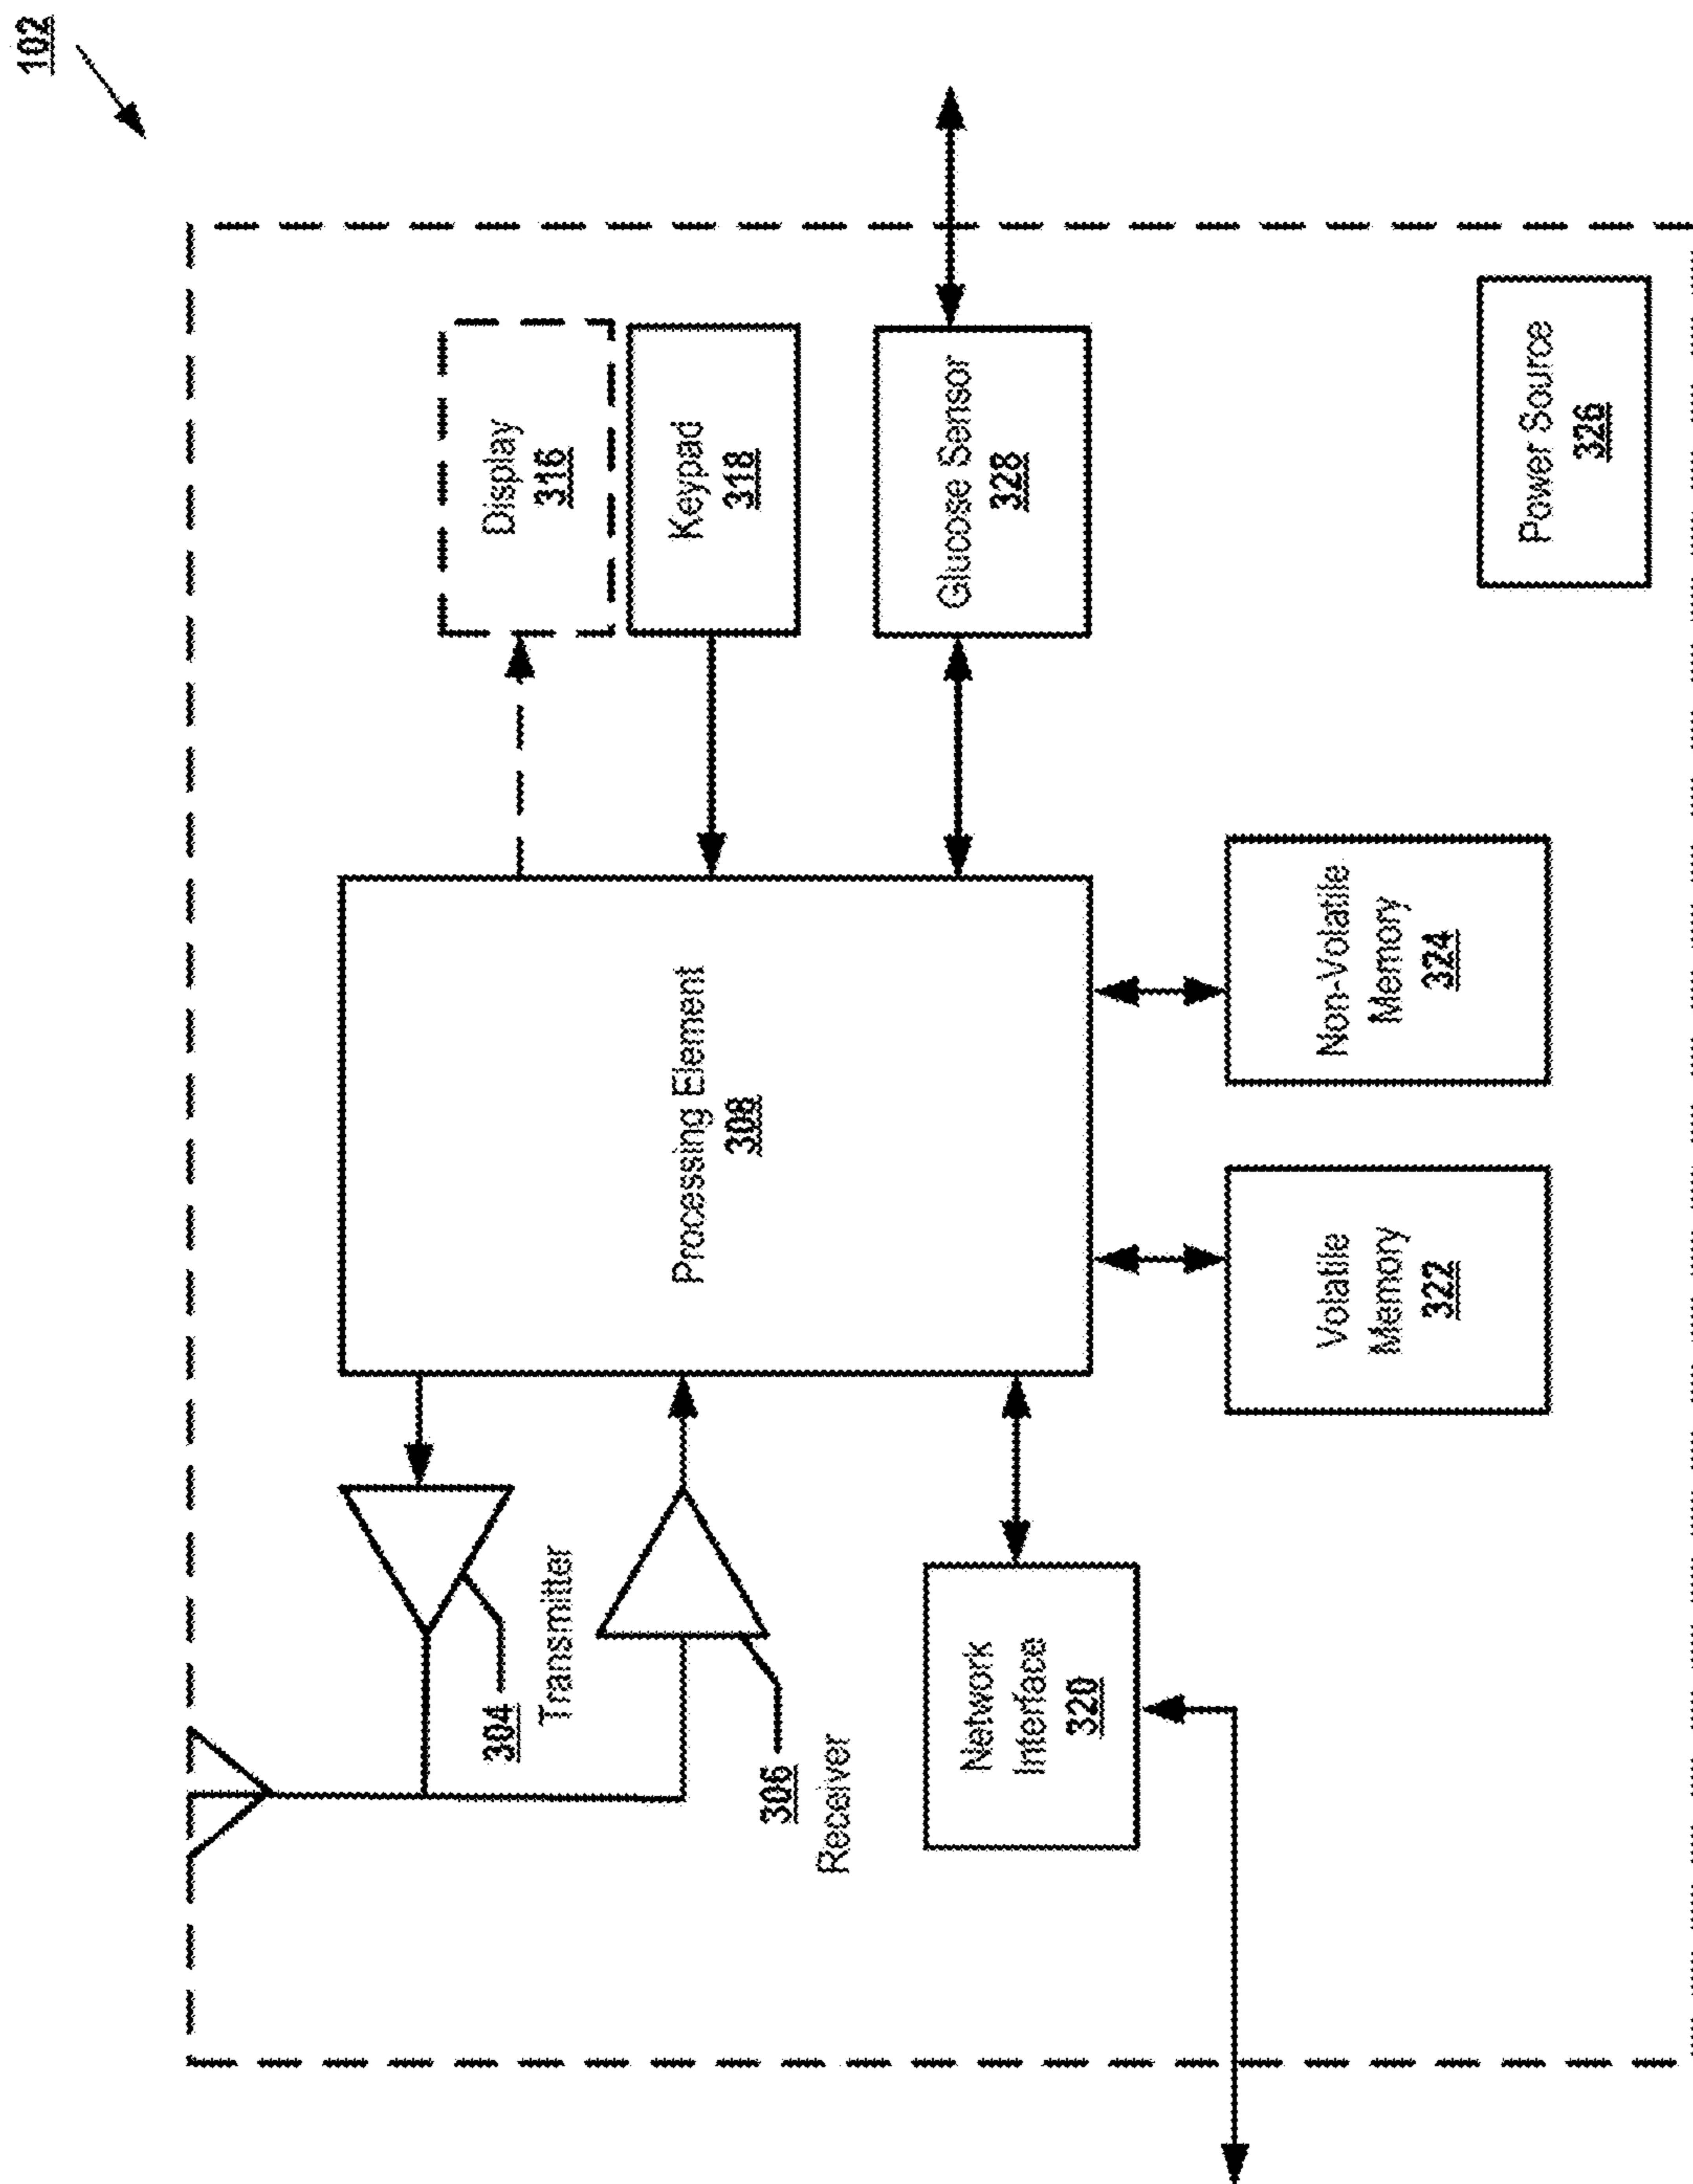 102
304
Transmitter
306
Receiver
Network
Interface
320
Processing Element
308
Volatile
Memory
322
Non-Volatile
Memory
324
Display
316
Keypad
318
Glucose Sensor
328
Power Source
326